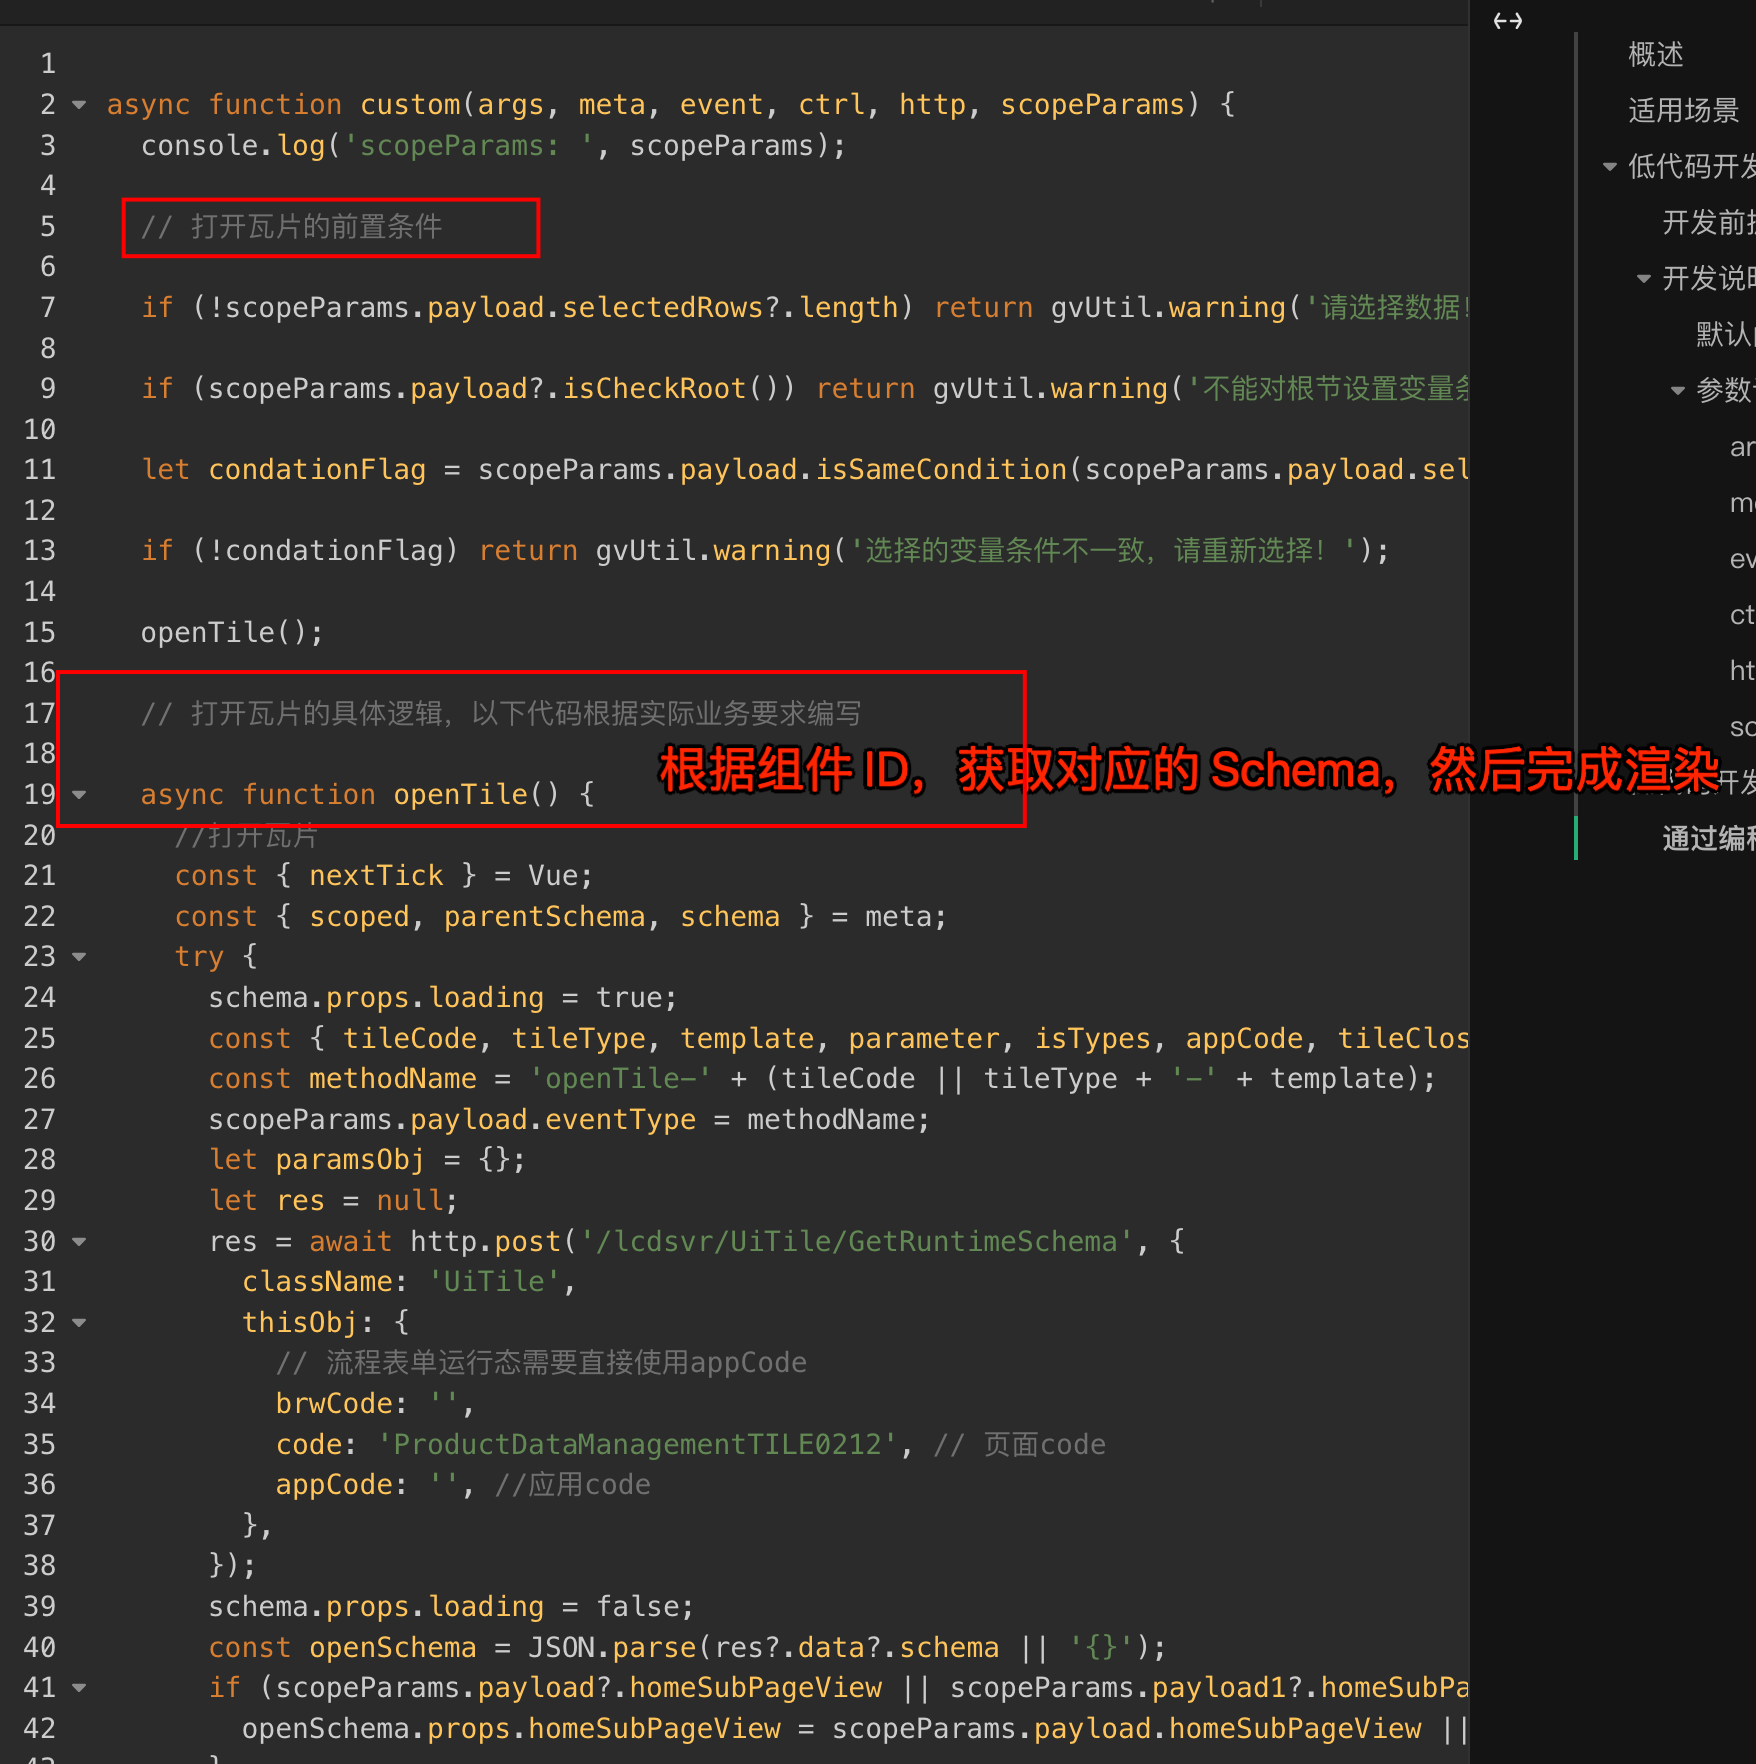 1
2 async function custom(args, meta, event, ctrl, http, scopeParams) {
3 console.log('scopeParams: ', scopeParams);
4
5 // 打开瓦片的前置条件
6
7 if (!scopeParams.payload.selectedRows?.length) return gvUtil.warning('请选择数据!
8
9 if (scopeParams.payload?.isCheckRoot()) return gvUtil.warning('不能对根节设置变量条
10
11 let condationFlag = scopeParams.payload.isSameCondition(scopeParams.payload.sel
12
13 if (!condationFlag) return gvUtil.warning('选择的变量条件不一致，请重新选择！');
14
15 openTile();
16
17 // 打开瓦片的具体逻辑，以下代码根据实际业务要求编写
18
根据组件 ID，获取对应的 Schema，然后完成渲染
19 async function openTile() {
20 //打开瓦片
21 const { nextTick } = Vue;
22 const { scoped, parentSchema, schema } = meta;
23 try {
24 schema.props.loading = true;
25 const { tileCode, tileType, template, parameter, isTypes, appCode, tileClos
26 const methodName = 'openTile-' + (tileCode || tileType + '-' + template);
27 scopeParams.payload.eventType = methodName;
28 let paramsObj = {};
29 let res = null;
30 res = await http.post('/lcdsvr/UiTile/GetRuntimeSchema', {
31 className: 'UiTile',
32 thisObj: {
33 // 流程表单运行态需要直接使用appCode
34 brwCode: '',
35 code: 'ProductDataManagementTILE0212', // 页面code
36 appCode: '', //应用code
37 },
38 });
39 schema.props.loading = false;
40 const openSchema = JSON.parse(res?.data?.schema || '{}');
41 if (scopeParams.payload?.homeSubPageView || scopeParams.payload1?.homeSubPa
42 openSchema.props.homeSubPageView = scopeParams.payload.homeSubPageView ||
概述
适用场景
低代码开发
开发前
开发说
默认
参数
ar
me
ev
ct
ht
sc
开发
通过编程